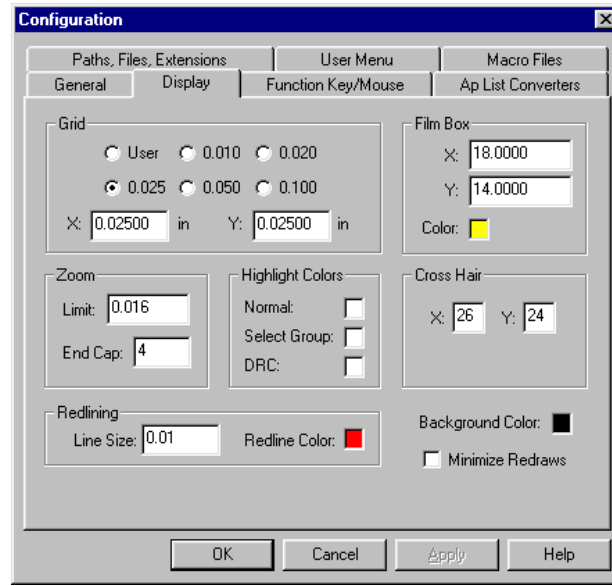 Configuration
Paths, Files, Extensions User Menu Macro Files
General Display Function Key/Mouse Ap List Converters
Grid
User 0.010 0.020
0.025 0.050 0.100
X: 0.02500 in Y: 0.02500 in
Film Box
X: 18.0000
Y: 14.0000
Color:
Zoom
Limit: 0.016
End Cap: 4
Highlight Colors
Normal:
Select Group:
DRC:
Cross Hair
X: 26 Y: 24
Redlining
Line Size: 0.01 Redline Color:
Background Color:
Minimize Redraws
OK Cancel Apply Help